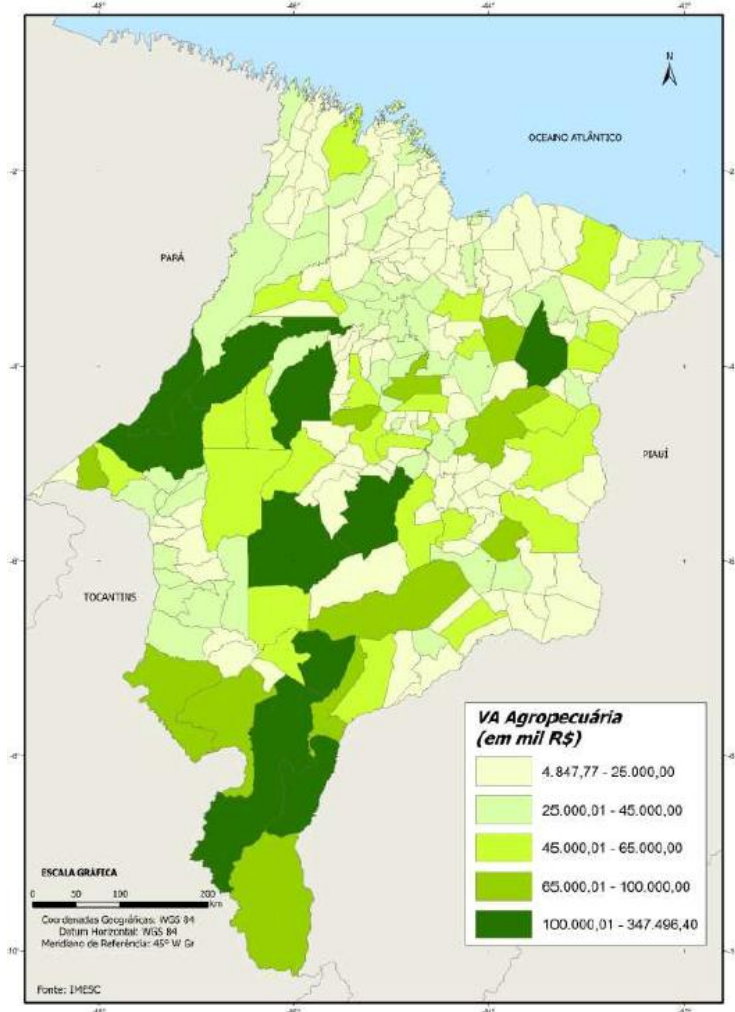 N
OCEANO ATLÂNTICO
-2°
PARÁ
-4°
PIAUÍ
-6°
TOCANTINS
VA Agropecuária
(em mil R$)
4.847,77 - 25.000,00
25.000,01 - 45.000,00
45.000,01 - 65.000,00
65.000,01 - 100.000,00
100.000,01 - 347.496,40
ESCALA GRÁFICA
0 50 100 200
km
Coordenadas Geográficas: WGS 84
Datum Horizontal: WGS 84
Meridiano de Referência: 45° W Gr
Fonte: IMESC